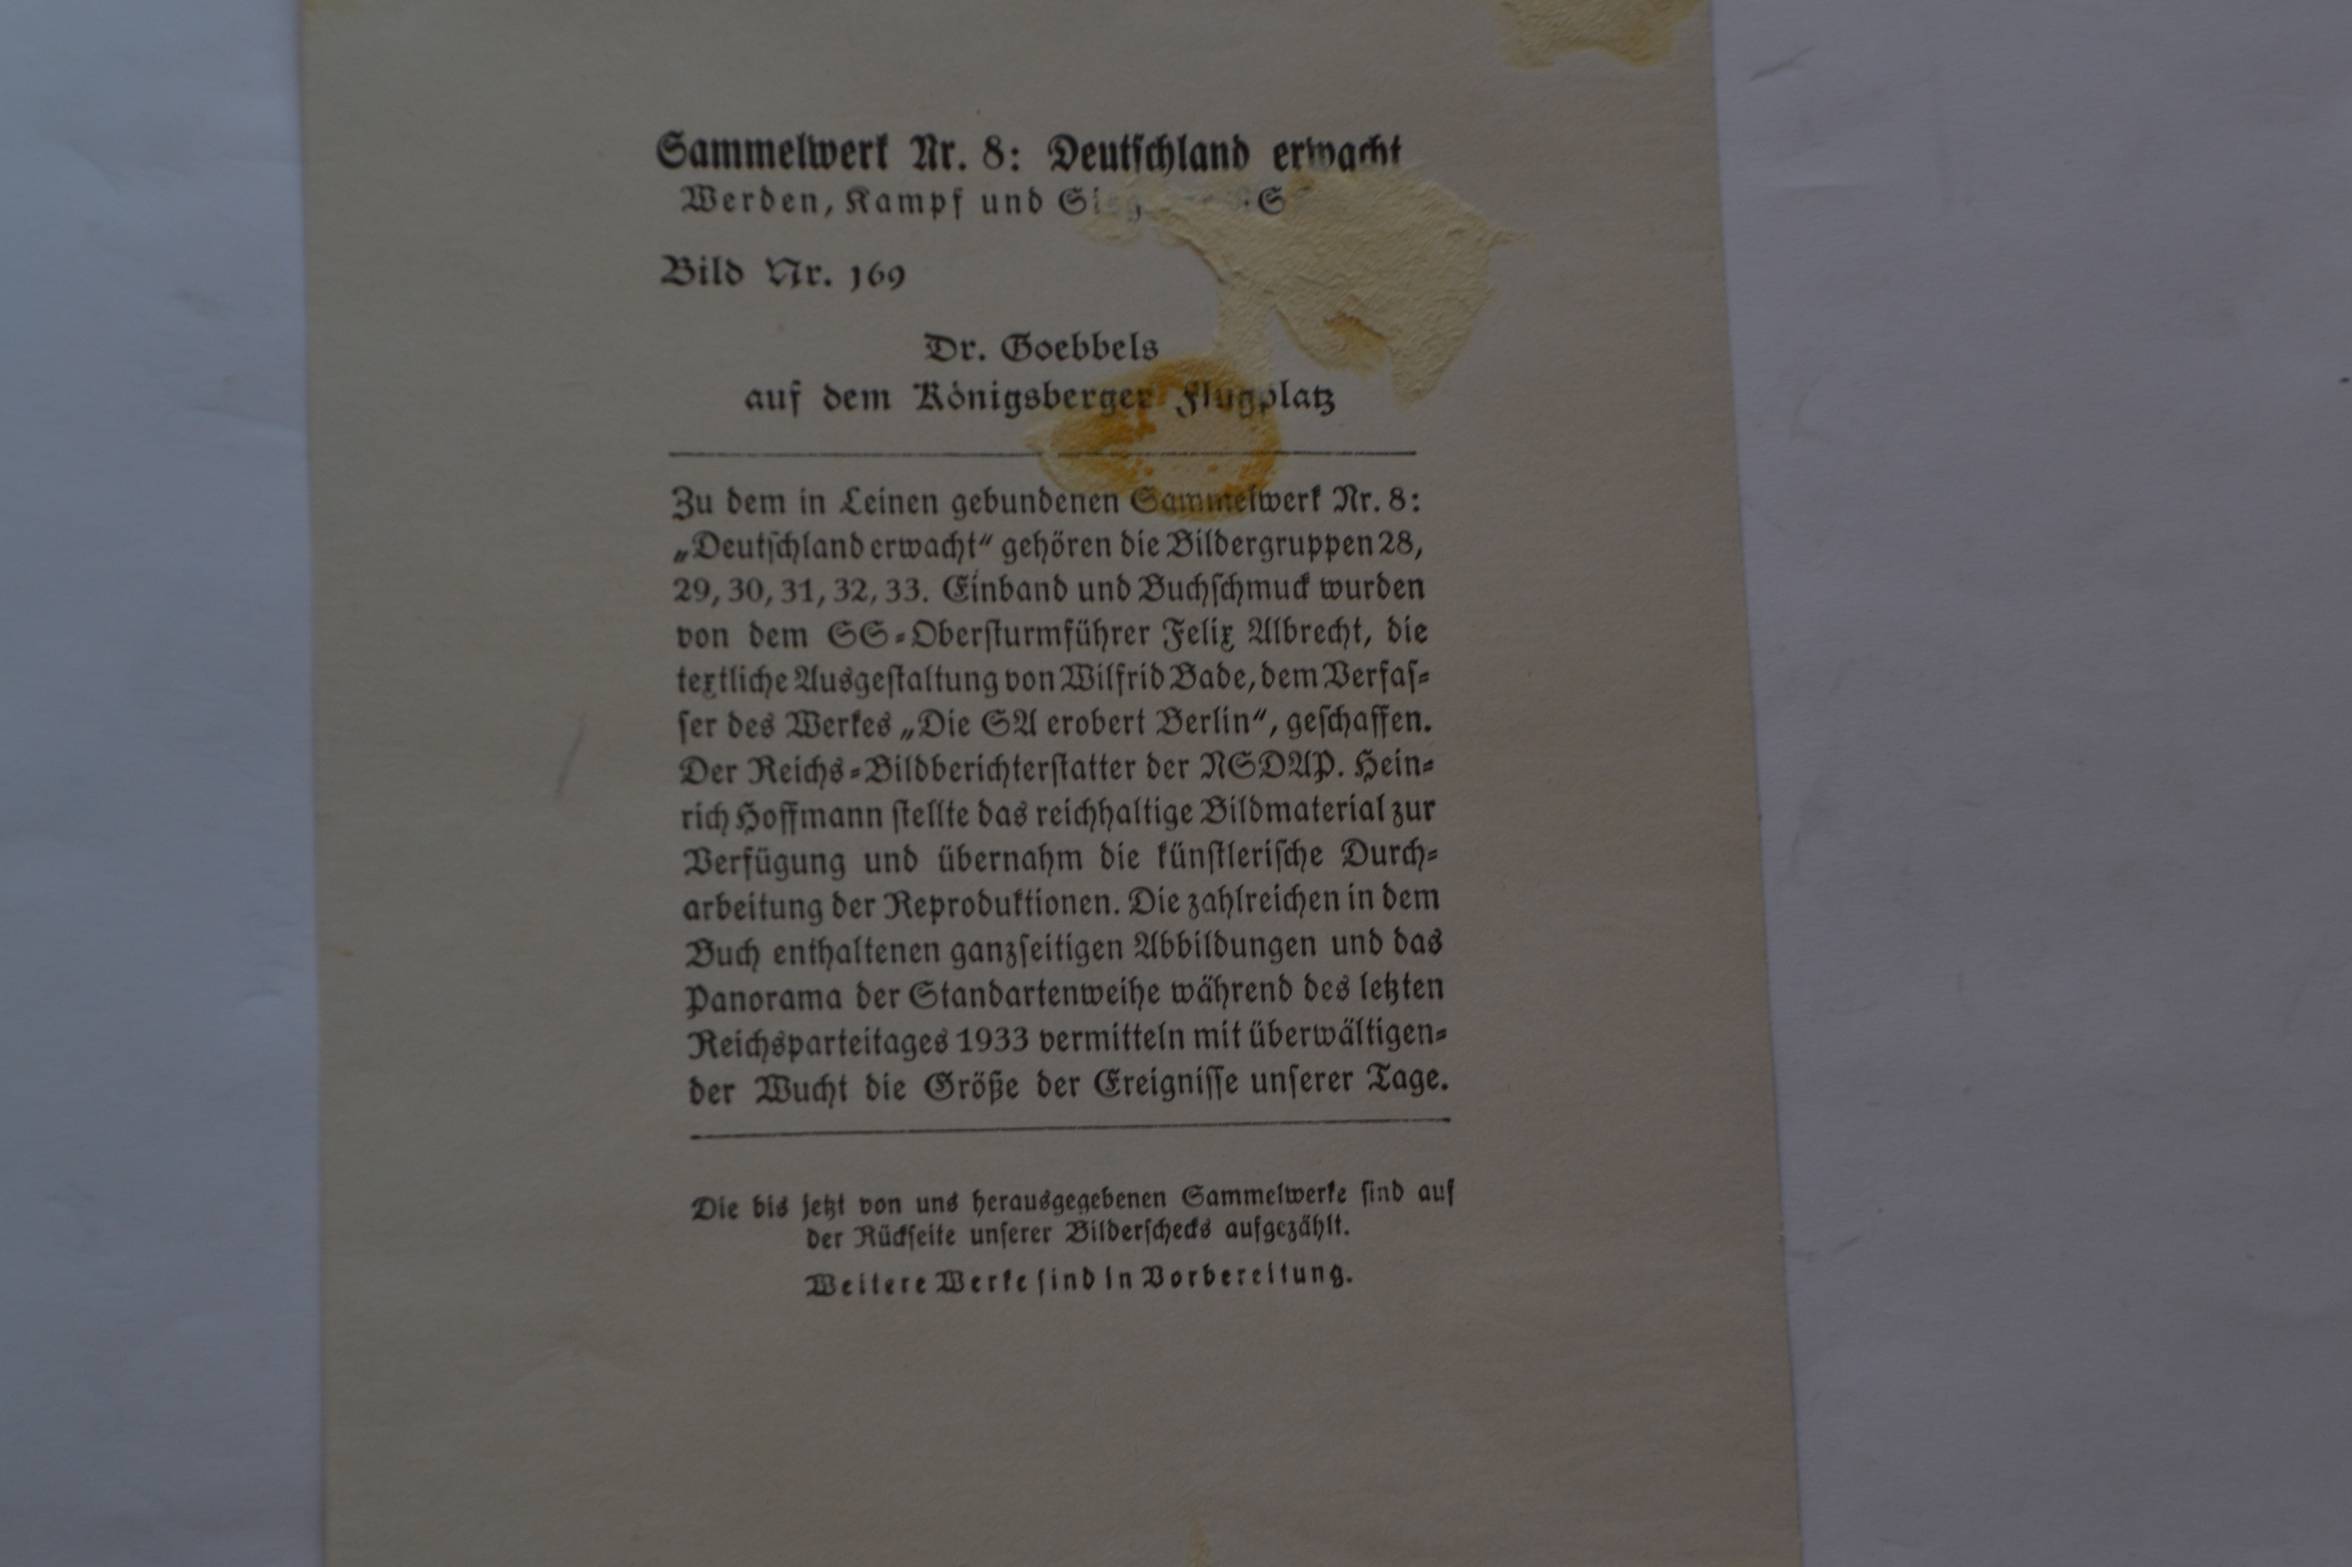 Sammelwerk Nr. 8: Deutschland erwacht
Werden, Kampf und
Bild Nr. 169
Dr. Goebbels
auf dem Königsberger Flugplatz
Zu dem in Leinen gebundenen Sammelwerk Nr. 8:
„Deutschland erwacht“ gehören die Bildergruppen 28,
29, 30, 31, 32, 33. Einband und Buchschmuck wurden
von dem SS-Obersturmführer Felix Albrecht, die
textliche Ausgestaltung von Wilfrid Bade, dem Verfas-
ser des Werkes „Die SA erobert Berlin“, geschaffen.
Der Reichs-Bildberichterstatter der NSDAP. Hein-
rich Hoffmann stellte das reichhaltige Bildmaterial zur
Verfügung und übernahm die künstlerische Durch-
arbeitung der Reproduktionen. Die zahlreichen in dem
Buch enthaltenen ganzseitigen Abbildungen und das
Panorama der Standartenweihe während des letzten
Reichsparteitages 1933 vermitteln mit überwältigen-
der Wucht die Größe der Ereignisse unserer Tage.
Die bis jetzt von uns herausgegebenen Sammelwerke sind auf
der Rückseite unserer Bilderschecks aufgezählt.
Weitere Werke sind in Vorbereitung.